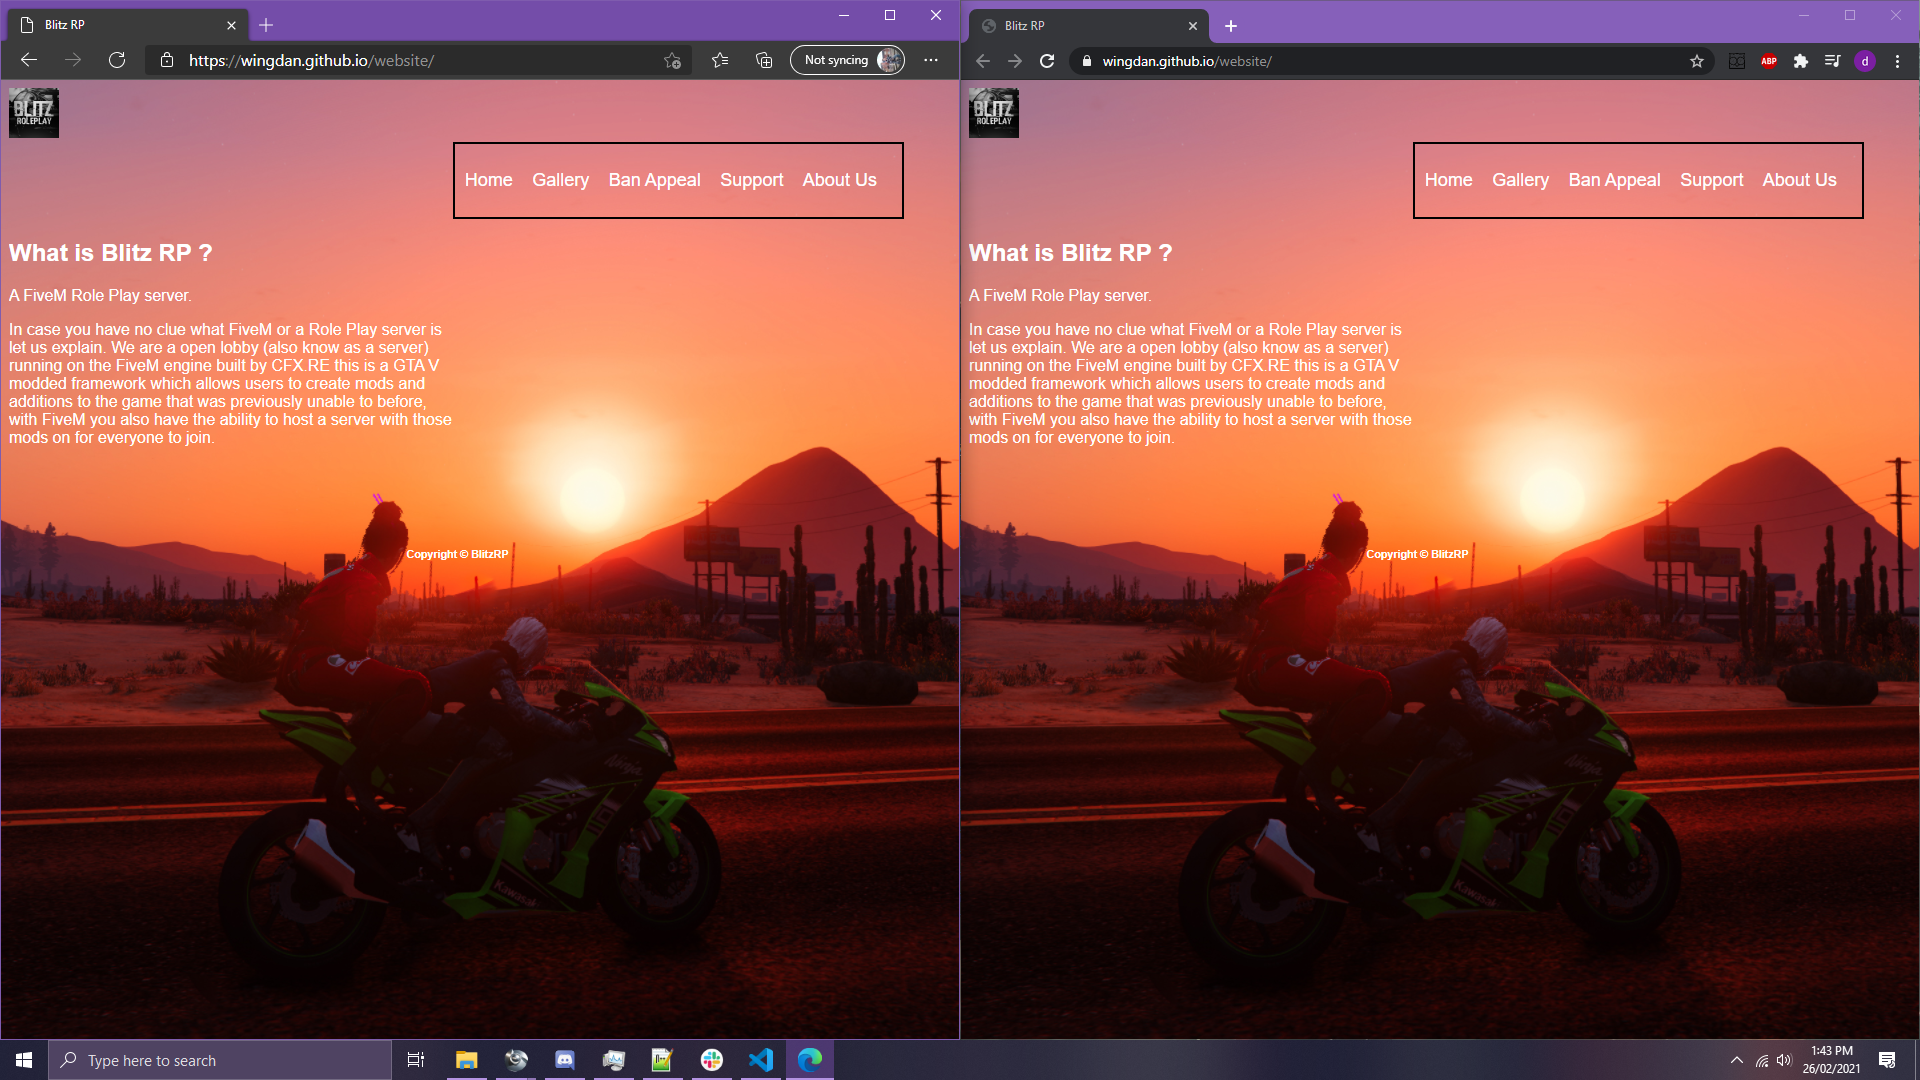 Blitz RP
https://wingdan.github.io/website/
Not syncing
BLITZ
ROLEPLAY
Home Gallery Ban Appeal Support About Us
What is Blitz RP ?
A FiveM Role Play server.
In case you have no clue what FiveM or a Role Play server is
let us explain. We are a open lobby (also know as a server)
running on the FiveM engine built by CFX.RE this is a GTA V
modded framework which allows users to create mods and
additions to the game that was previously unable to before,
with FiveM you also have the ability to host a server with those
mods on for everyone to join.
Copyright © BlitzRP
Ninja
Kawasaki
Blitz RP
wingdan.github.io/website/
ABP
d
BLITZ
ROLEPLAY
Home Gallery Ban Appeal Support About Us
What is Blitz RP ?
A FiveM Role Play server.
In case you have no clue what FiveM or a Role Play server is
let us explain. We are a open lobby (also know as a server)
running on the FiveM engine built by CFX.RE this is a GTA V
modded framework which allows users to create mods and
additions to the game that was previously unable to before,
with FiveM you also have the ability to host a server with those
mods on for everyone to join.
Copyright © BlitzRP
Ninja
Kawasaki
Type here to search
1:43 PM
26/02/2021